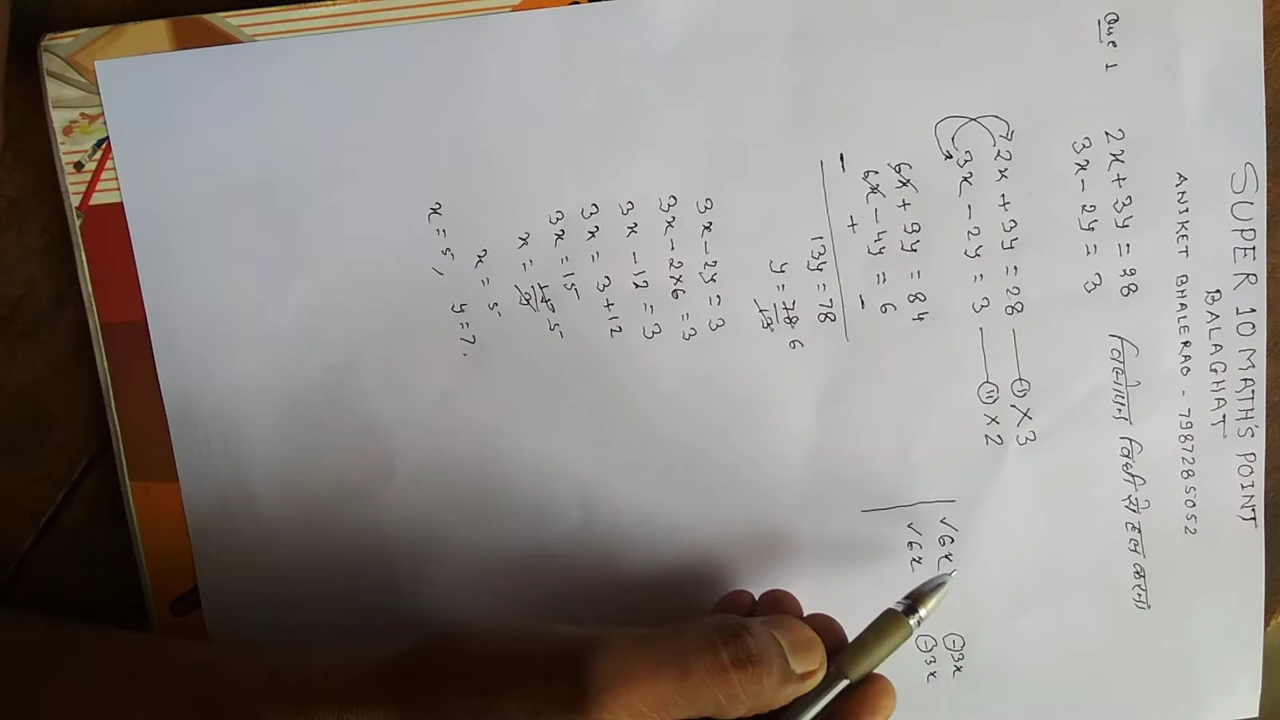 SUPER 10 MATH'S POINT
BALAGHAT
ANIKET BHALERAO - 7987285052
Que 1 2x + 3y = 28 विलोपन विधी से हल करना
3x - 2y = 3
2x + 3y = 28 — (i) × 3
3x - 2y = 3 — (ii) × 2
6x + 9y = 84
6x - 4y = 6
- + -
13y = 78
y = 78/13 6
3x - 2y = 3
3x - 2×6 = 3
3x - 12 = 3
3x = 3 + 12
3x = 15
x = 15/3 5
x = 5
x = 5, y = 7.
√6x -3x
√6x -3x